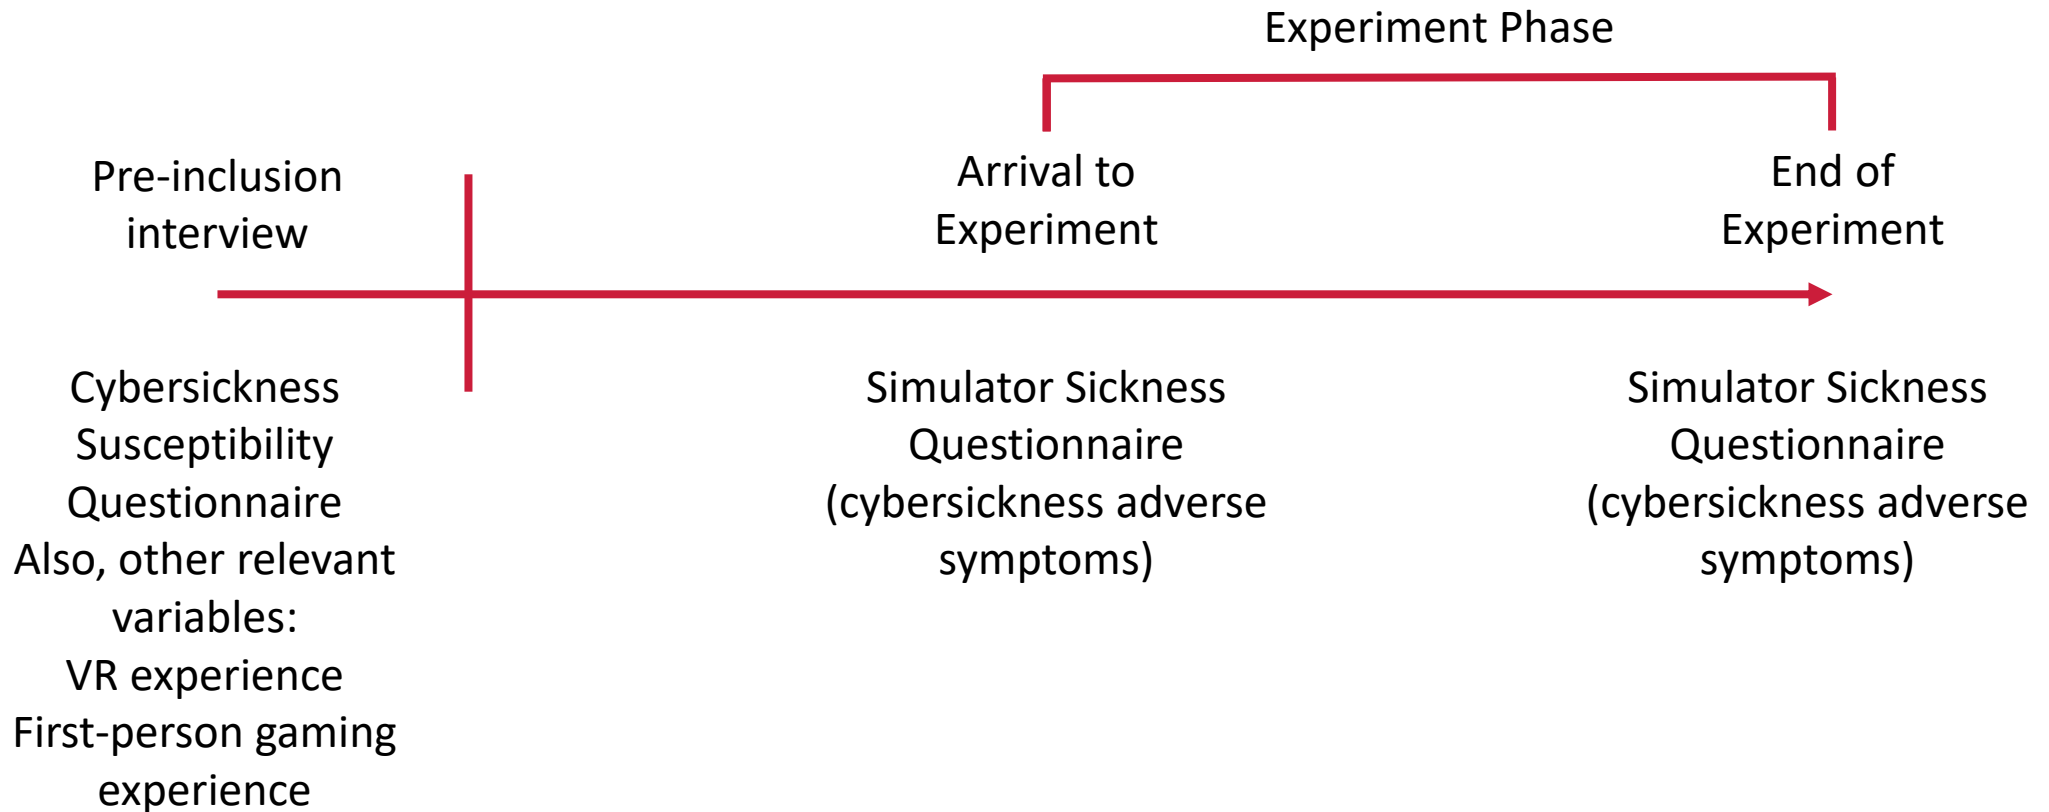 Experiment Phase
Pre-inclusion
interview
Arrival to
Experiment
End of
Experiment
Cybersickness
Susceptibility
Questionnaire
Also, other relevant
variables:
VR experience
First-person gaming
experience
Simulator Sickness
Questionnaire
(cybersickness adverse
symptoms)
Simulator Sickness
Questionnaire
(cybersickness adverse
symptoms)